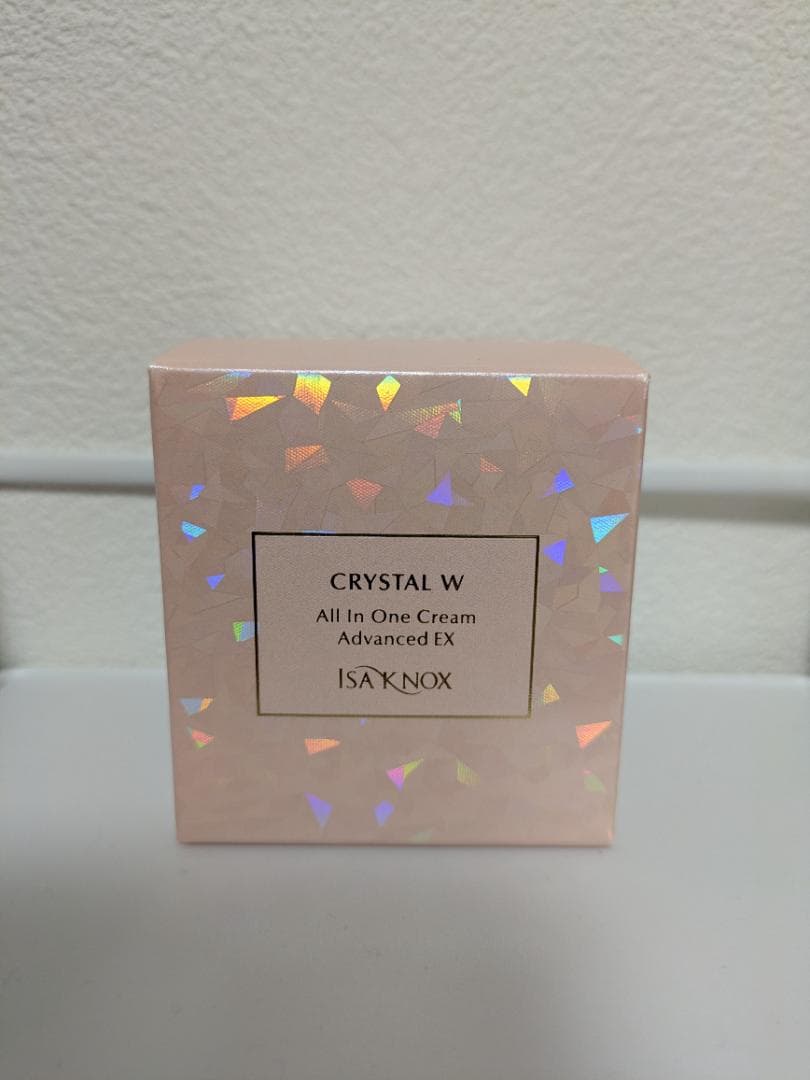 CRYSTAL W
All In One Cream
Advanced EX
ISA KNOX